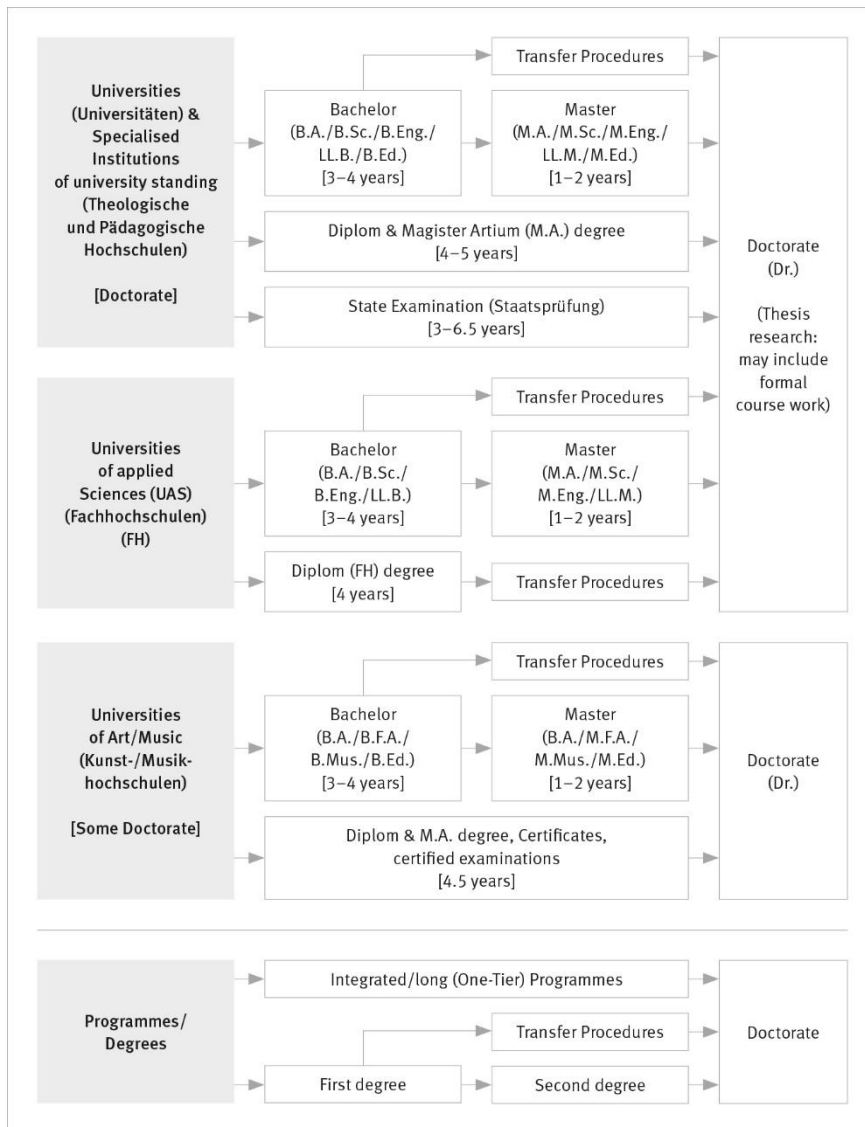 Universities
(Universitäten) &
Specialised
Institutions
of university standing
(Theologische
und Pädagogische
Hochschulen)
[Doctorate]
Transfer Procedures
Bachelor
(B.A./B.Sc./B.Eng./
LL.B./B.Ed.)
[3–4 years]
Master
(M.A./M.Sc./M.Eng./
LL.M./M.Ed.)
[1–2 years]
Diplom & Magister Artium (M.A.) degree
[4–5 years]
State Examination (Staatsprüfung)
[3–6.5 years]
Doctorate
(Dr.)
(Thesis
research:
may include
formal
course work)
Universities
of applied
Sciences (UAS)
(Fachhochschulen)
(FH)
Transfer Procedures
Bachelor
(B.A./B.Sc./
B.Eng./LL.B.)
[3–4 years]
Master
(M.A./M.Sc./
M.Eng./LL.M.)
[1–2 years]
Diplom (FH) degree
[4 years]
Transfer Procedures
Universities
of Art/Music
(Kunst-/Musik-
hochschulen)
[Some Doctorate]
Transfer Procedures
Bachelor
(B.A./B.F.A./
B.Mus./B.Ed.)
[3–4 years]
Master
(B.A./M.F.A./
M.Mus./M.Ed.)
[1–2 years]
Diplom & M.A. degree, Certificates,
certified examinations
[4.5 years]
Doctorate
(Dr.)
Programmes/
Degrees
Integrated/long (One-Tier) Programmes
Transfer Procedures
First degree
Second degree
Doctorate